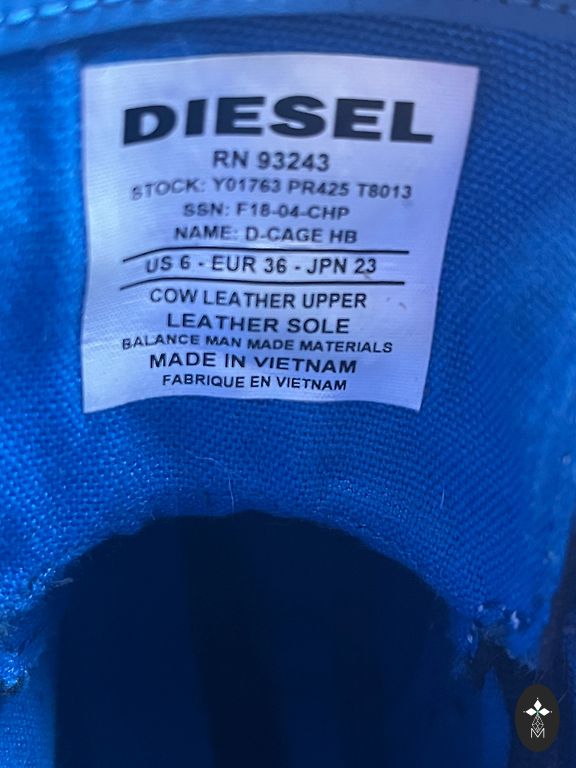 DIESEL
RN 93243
STOCK: Y01763 PR425 T8013
SSN: F18-04-CHP
NAME: D-CAGE HB
US 6 - EUR 36 - JPN 23
COW LEATHER UPPER
LEATHER SOLE
BALANCE MAN MADE MATERIALS
MADE IN VIETNAM
FABRIQUE EN VIETNAM